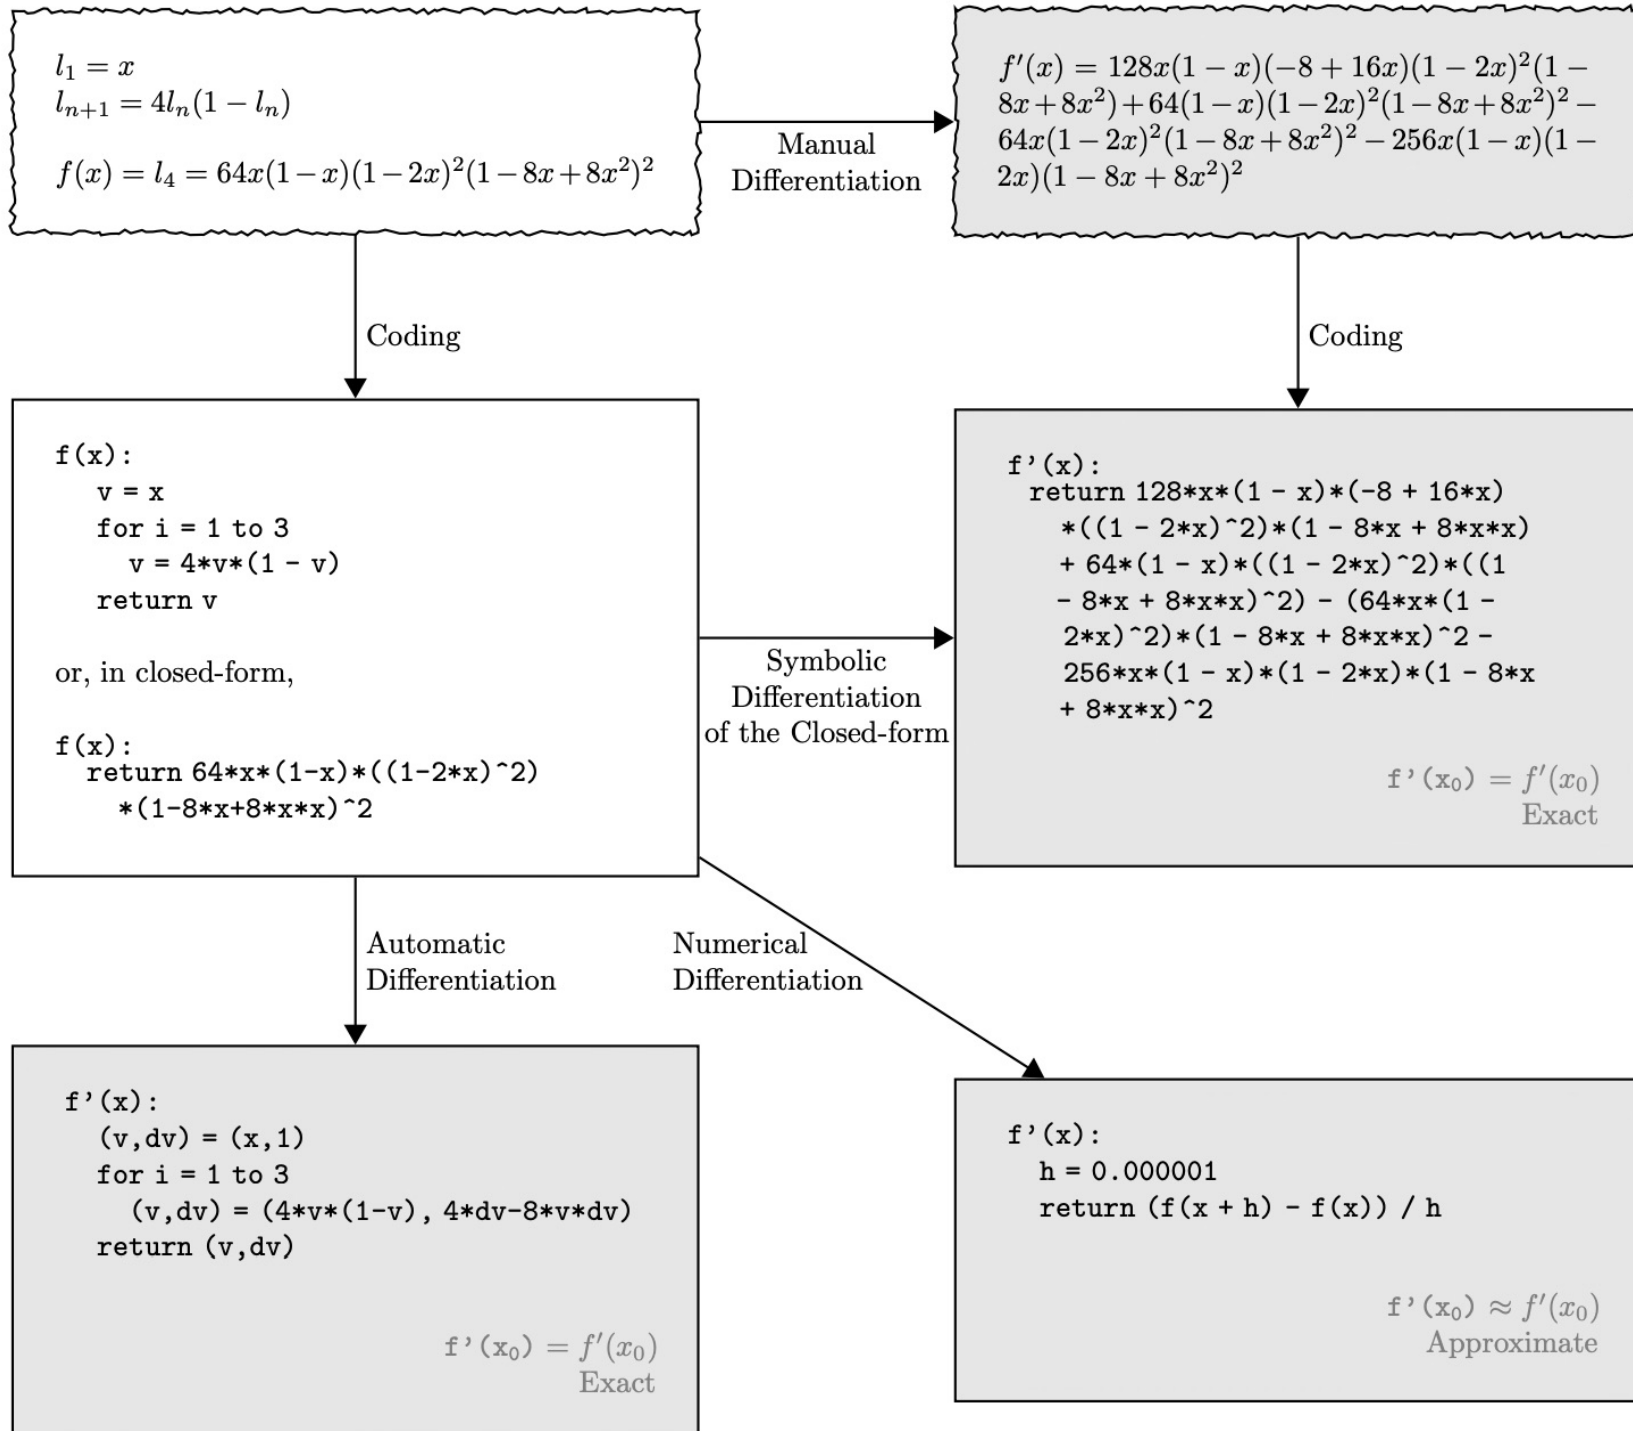 l₁ = x
lₙ₊₁ = 4lₙ(1 − lₙ)
f(x) = l₄ = 64x(1−x)(1−2x)²(1−8x+8x²)²
Manual
Differentiation
f′(x) = 128x(1 − x)(−8 + 16x)(1 − 2x)²(1 −
8x+8x²)+64(1−x)(1−2x)²(1−8x+8x²)²−
64x(1−2x)²(1−8x+8x²)²−256x(1−x)(1−
2x)(1 − 8x + 8x²)²
Coding
Coding
f(x):
v = x
for i = 1 to 3
v = 4*v*(1 - v)
return v
or, in closed-form,
f(x):
return 64*x*(1-x)*((1-2*x)^2)
*(1-8*x+8*x*x)^2
Symbolic
Differentiation
of the Closed-form
f’(x):
return 128*x*(1 - x)*(-8 + 16*x)
*((1 - 2*x)^2)*(1 - 8*x + 8*x*x)
+ 64*(1 - x)*((1 - 2*x)^2)*((1
- 8*x + 8*x*x)^2) - (64*x*(1 -
2*x)^2)*(1 - 8*x + 8*x*x)^2 -
256*x*(1 - x)*(1 - 2*x)*(1 - 8*x
+ 8*x*x)^2
f’(x₀) = f′(x₀)
Exact
Automatic
Differentiation
Numerical
Differentiation
f’(x):
(v,dv) = (x,1)
for i = 1 to 3
(v,dv) = (4*v*(1-v), 4*dv-8*v*dv)
return (v,dv)
f’(x₀) = f′(x₀)
Exact
f’(x):
h = 0.000001
return (f(x + h) - f(x)) / h
f’(x₀) ≈ f′(x₀)
Approximate